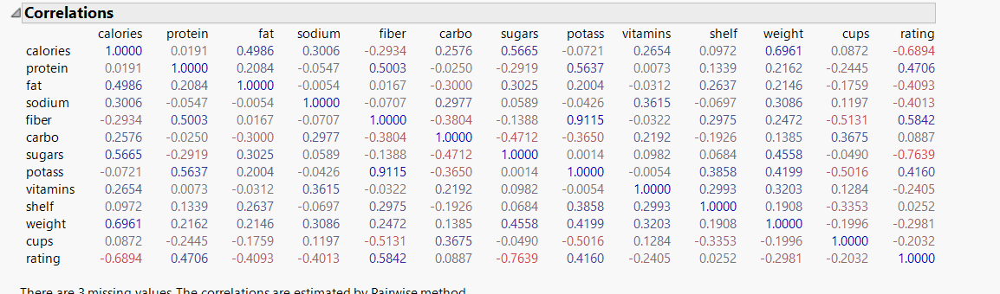 Correlations
calories protein fat sodium fiber carbo sugars potass vitamins shelf weight cups rating
calories 1.0000 0.0191 0.4986 0.3006 -0.2934 0.2576 0.5665 -0.0721 0.2654 0.0972 0.6961 0.0872 -0.6894
protein 0.0191 1.0000 0.2084 -0.0547 0.5003 -0.0250 -0.2919 0.5637 0.0073 0.1339 0.2162 -0.2445 0.4706
fat 0.4986 0.2084 1.0000 -0.0054 0.0167 -0.3000 0.3025 0.2004 -0.0312 0.2637 0.2146 -0.1759 -0.4093
sodium 0.3006 -0.0547 -0.0054 1.0000 -0.0707 0.2977 0.0589 -0.0426 0.3615 -0.0697 0.3086 0.1197 -0.4013
fiber -0.2934 0.5003 0.0167 -0.0707 1.0000 -0.3804 -0.1388 0.9115 -0.0322 0.2975 0.2472 -0.5131 0.5842
carbo 0.2576 -0.0250 -0.3000 0.2977 -0.3804 1.0000 -0.4712 -0.3650 0.2192 -0.1926 0.1385 0.3675 0.0887
sugars 0.5665 -0.2919 0.3025 0.0589 -0.1388 -0.4712 1.0000 0.0014 0.0982 0.0684 0.4558 -0.0490 -0.7639
potass -0.0721 0.5637 0.2004 -0.0426 0.9115 -0.3650 0.0014 1.0000 -0.0054 0.3858 0.4199 -0.5016 0.4160
vitamins 0.2654 0.0073 -0.0312 0.3615 -0.0322 0.2192 0.0982 -0.0054 1.0000 0.2993 0.3203 0.1284 -0.2405
shelf 0.0972 0.1339 0.2637 -0.0697 0.2975 -0.1926 0.0684 0.3858 0.2993 1.0000 0.1908 -0.3353 0.0252
weight 0.6961 0.2162 0.2146 0.3086 0.2472 0.1385 0.4558 0.4199 0.3203 0.1908 1.0000 -0.1996 -0.2981
cups 0.0872 -0.2445 -0.1759 0.1197 -0.5131 0.3675 -0.0490 -0.5016 0.1284 -0.3353 -0.1996 1.0000 -0.2032
rating -0.6894 0.4706 -0.4093 -0.4013 0.5842 0.0887 -0.7639 0.4160 -0.2405 0.0252 -0.2981 -0.2032 1.0000
There are 3 missing values. The correlations are estimated by Pairwise method.